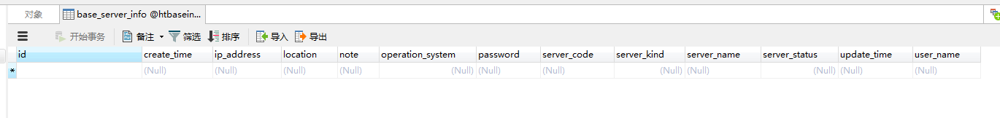 对象 base_server_info @htbasein...
开始事务 备注 筛选 排序 导入 导出
id create_time ip_address location note operation_system password server_code server_kind server_name server_status update_time user_name
* (Null) (Null) (Null) (Null) (Null) (Null) (Null) (Null) (Null) (Null) (Null) (Null)